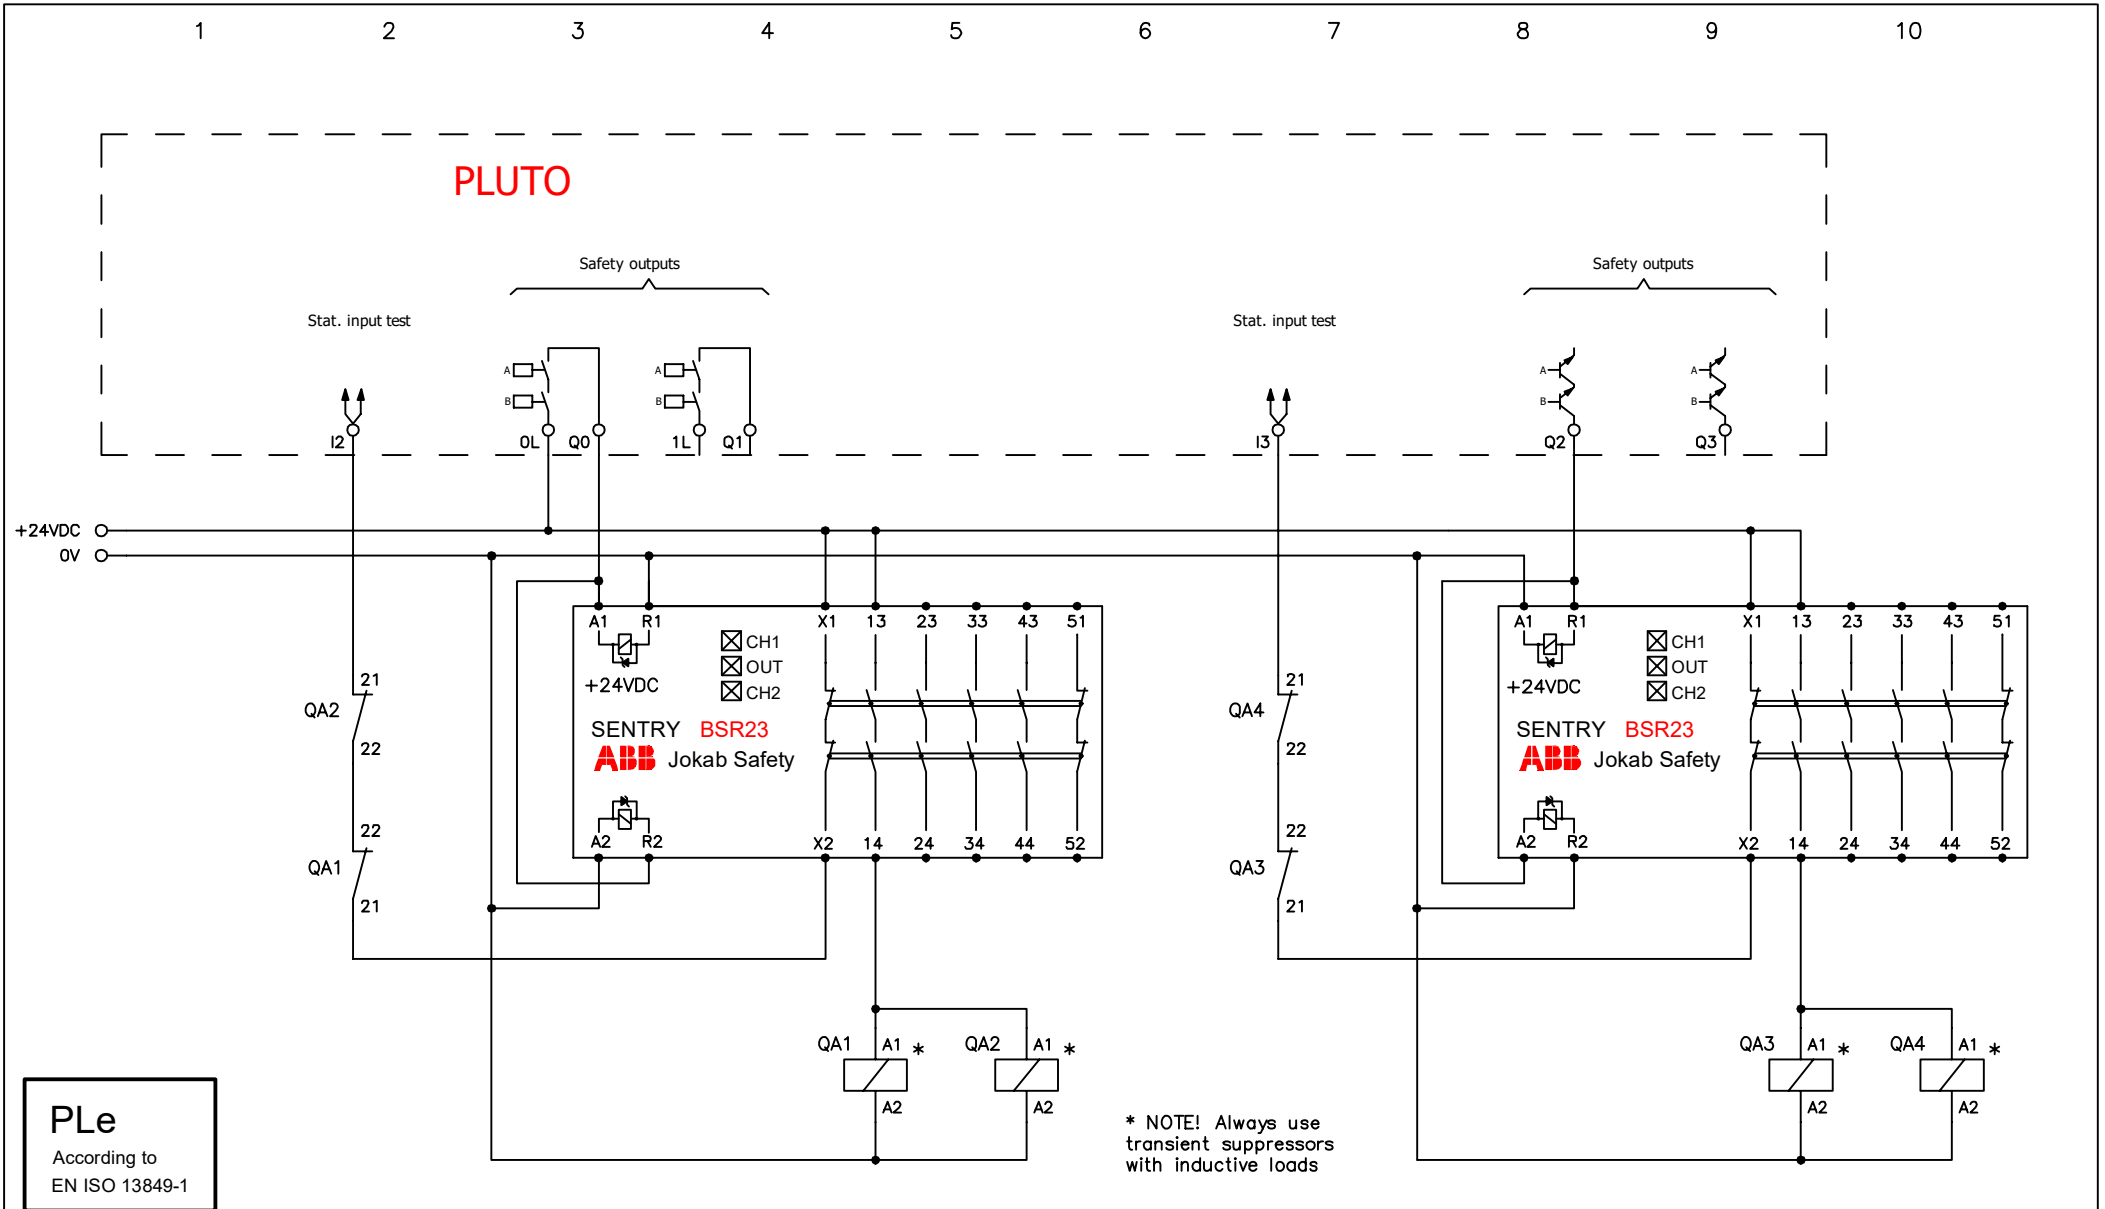 1 2 3 4 5 6 7 8 9 10
PLUTO
Safety outputs
Safety outputs
Stat. input test
Stat. input test
A A A A
B B B B
I2 0L Q0 1L Q1 I3 Q2 Q3
+24VDC
0V
A1 R1 X1 13 23 33 43 51
CH1
OUT
+24VDC
CH2
SENTRY BSR23
ABB Jokab Safety
A2 R2 X2 14 24 34 44 52
A1 R1 X1 13 23 33 43 51
CH1
OUT
+24VDC
CH2
SENTRY BSR23
ABB Jokab Safety
A2 R2 X2 14 24 34 44 52
21
QA2
22
22
QA1
21
21
QA4
22
22
QA3
21
QA1 A1 * QA2 A1 *
A2 A2
QA3 A1 * QA4 A1 *
A2 A2
* NOTE! Always use
transient suppressors
with inductive loads
PLe
According to
EN ISO 13849-1